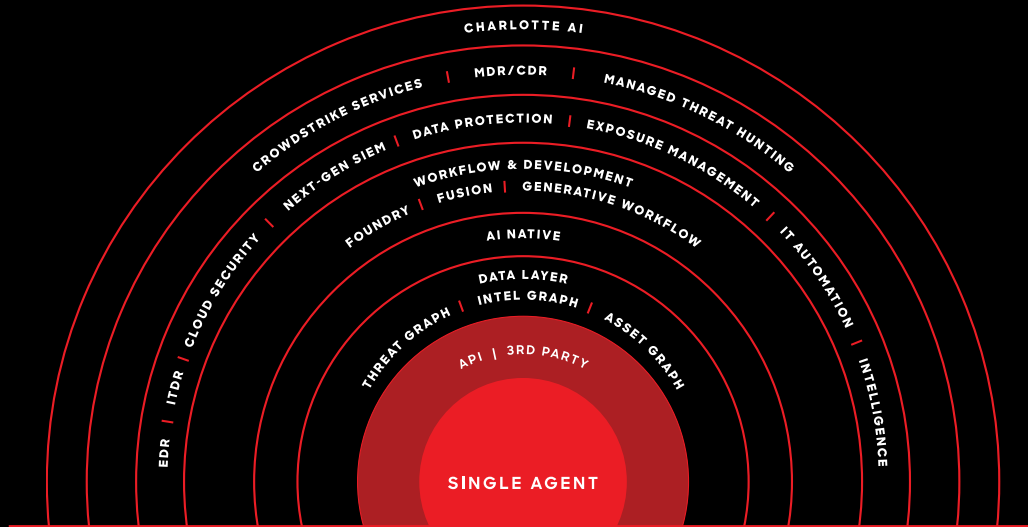 CHARLOTTE AI
CROWDSTRIKE SERVICES | MDR/CDR | MANAGED THREAT HUNTING
EDR | ITDR | CLOUD SECURITY | NEXT-GEN SIEM | DATA PROTECTION | EXPOSURE MANAGEMENT | IT AUTOMATION | INTELLIGENCE
WORKFLOW & DEVELOPMENT
FOUNDRY | FUSION | GENERATIVE WORKFLOW
AI NATIVE
DATA LAYER
THREAT GRAPH | INTEL GRAPH | ASSET GRAPH
API | 3RD PARTY
SINGLE AGENT